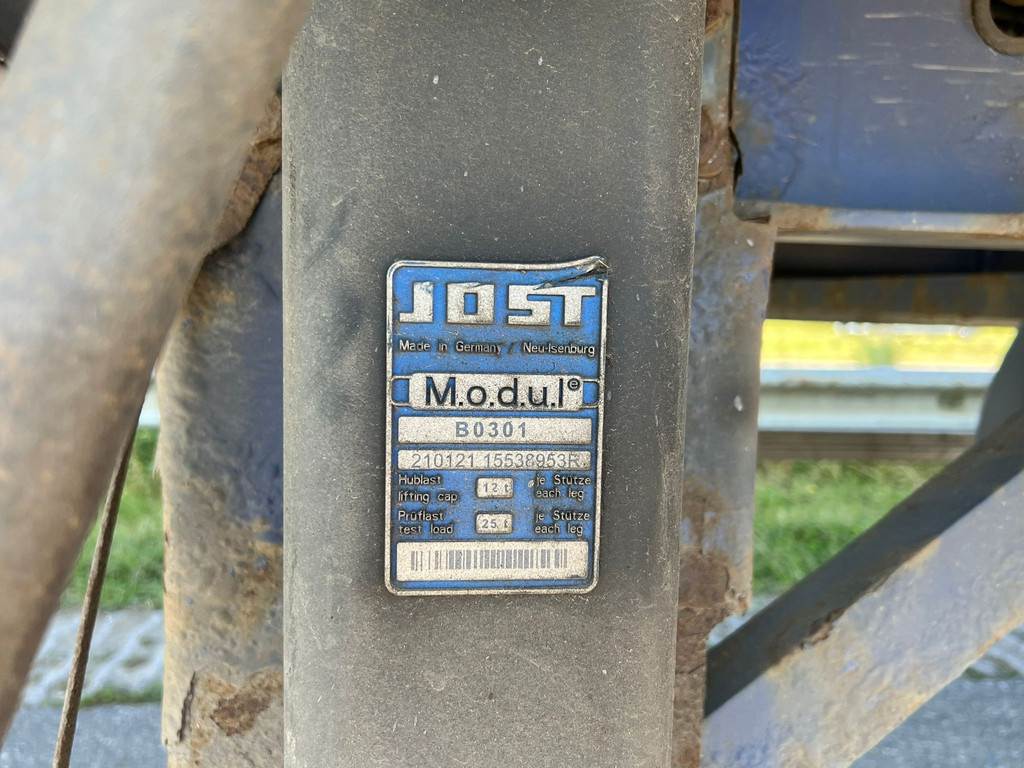 JOST
Made in Germany / Neu-Isenburg
M.o.d.u.l®
B0301
210121 15538953R
Hublast 12 t je Stütze
lifting cap each leg
Prüflast 25 t je Stütze
test load each leg